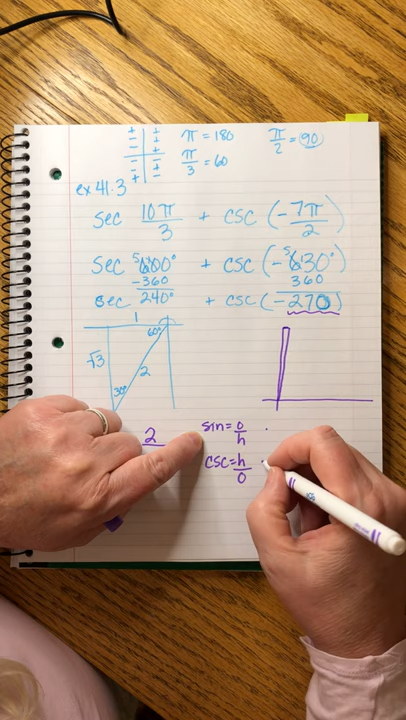 + + π = 180 π/2 = 90
- +
- + π/3 = 60
- -
- -
+ -
ex 41.3
sec 10π/3 + csc (-7π/2)
sec 600° + csc (-630°)
-360 360
sec 240° + csc (-270)
1
60°
√3
2
30°
2 sin = o/h
csc = h/o